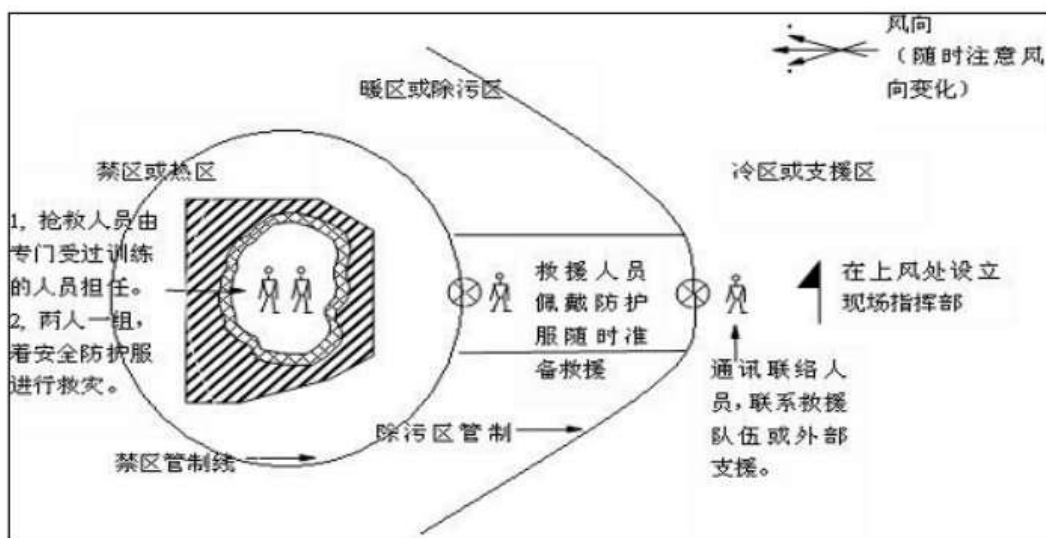 风向
（随时注意风
向变化）
暖区或除污区
禁区或热区
冷区或支援区
1, 抢救人员由
专门受过训练
的人员担任。
2, 两人一组，
着安全防护服
进行救灾。
救援人员
佩戴防护
服随时准
备救援
在上风处设立
现场指挥部
通讯联络人
员，联系救援
队伍或外部
支援。
除污区管制
禁区管制线